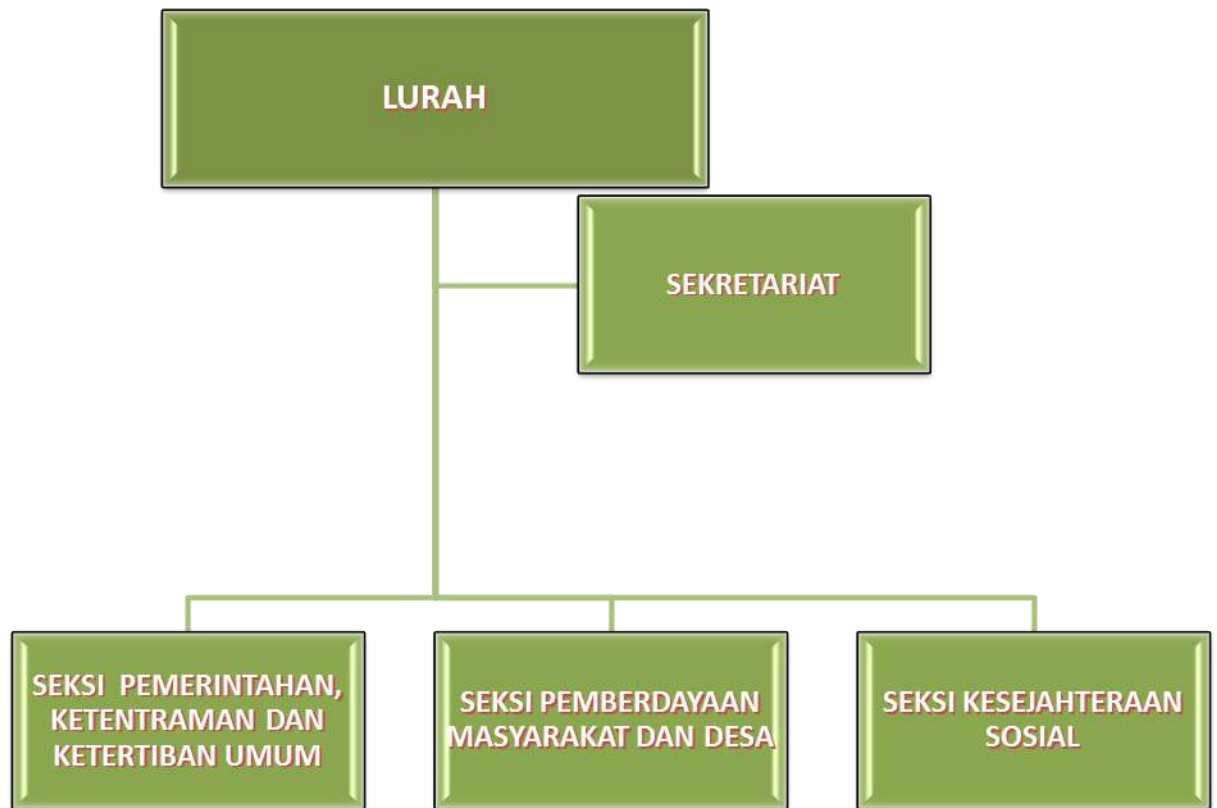 LURAH
SEKRETARIAT
SEKSI PEMERINTAHAN,
KETENTRAMAN DAN
KETERTIBAN UMUM
SEKSI PEMBERDAYAAN
MASYARAKAT DAN DESA
SEKSI KESEJAHTERAAN
SOSIAL